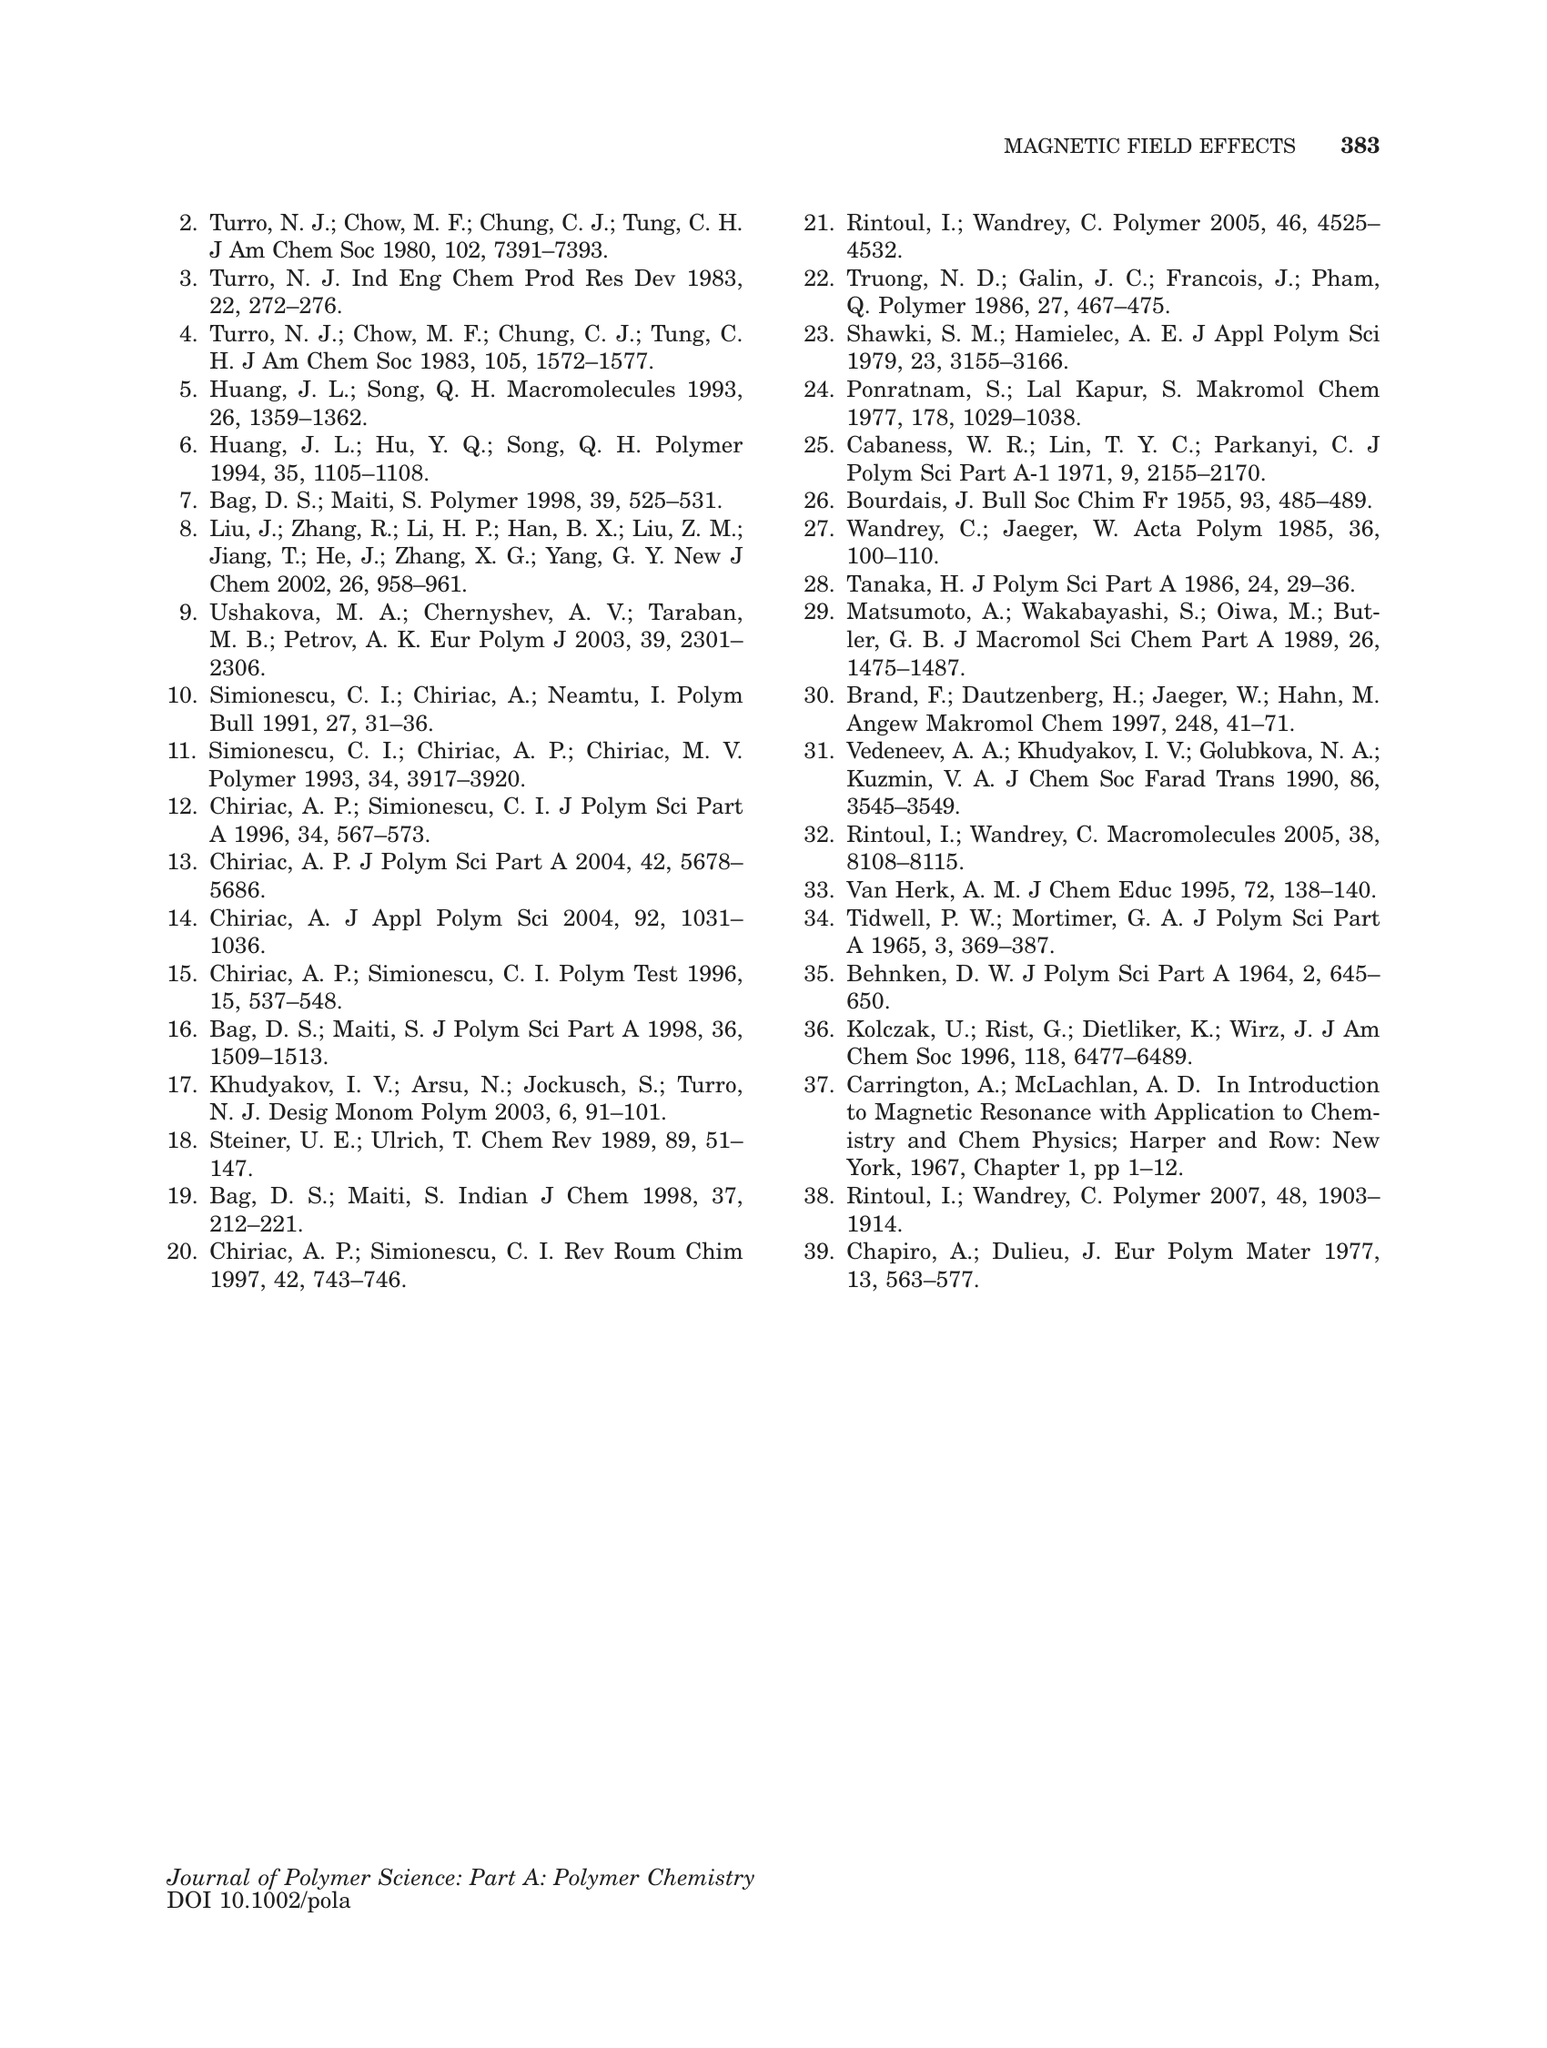 MAGNETIC FIELD EFFECTS 383
2. Turro, N. J.; Chow, M. F.; Chung, C. J.; Tung, C. H.
J Am Chem Soc 1980, 102, 7391–7393.
3. Turro, N. J. Ind Eng Chem Prod Res Dev 1983,
22, 272–276.
4. Turro, N. J.; Chow, M. F.; Chung, C. J.; Tung, C.
H. J Am Chem Soc 1983, 105, 1572–1577.
5. Huang, J. L.; Song, Q. H. Macromolecules 1993,
26, 1359–1362.
6. Huang, J. L.; Hu, Y. Q.; Song, Q. H. Polymer
1994, 35, 1105–1108.
7. Bag, D. S.; Maiti, S. Polymer 1998, 39, 525–531.
8. Liu, J.; Zhang, R.; Li, H. P.; Han, B. X.; Liu, Z. M.;
Jiang, T.; He, J.; Zhang, X. G.; Yang, G. Y. New J
Chem 2002, 26, 958–961.
9. Ushakova, M. A.; Chernyshev, A. V.; Taraban,
M. B.; Petrov, A. K. Eur Polym J 2003, 39, 2301–
2306.
10. Simionescu, C. I.; Chiriac, A.; Neamtu, I. Polym
Bull 1991, 27, 31–36.
11. Simionescu, C. I.; Chiriac, A. P.; Chiriac, M. V.
Polymer 1993, 34, 3917–3920.
12. Chiriac, A. P.; Simionescu, C. I. J Polym Sci Part
A 1996, 34, 567–573.
13. Chiriac, A. P. J Polym Sci Part A 2004, 42, 5678–
5686.
14. Chiriac, A. J Appl Polym Sci 2004, 92, 1031–
1036.
15. Chiriac, A. P.; Simionescu, C. I. Polym Test 1996,
15, 537–548.
16. Bag, D. S.; Maiti, S. J Polym Sci Part A 1998, 36,
1509–1513.
17. Khudyakov, I. V.; Arsu, N.; Jockusch, S.; Turro,
N. J. Desig Monom Polym 2003, 6, 91–101.
18. Steiner, U. E.; Ulrich, T. Chem Rev 1989, 89, 51–
147.
19. Bag, D. S.; Maiti, S. Indian J Chem 1998, 37,
212–221.
20. Chiriac, A. P.; Simionescu, C. I. Rev Roum Chim
1997, 42, 743–746.
21. Rintoul, I.; Wandrey, C. Polymer 2005, 46, 4525–
4532.
22. Truong, N. D.; Galin, J. C.; Francois, J.; Pham,
Q. Polymer 1986, 27, 467–475.
23. Shawki, S. M.; Hamielec, A. E. J Appl Polym Sci
1979, 23, 3155–3166.
24. Ponratnam, S.; Lal Kapur, S. Makromol Chem
1977, 178, 1029–1038.
25. Cabaness, W. R.; Lin, T. Y. C.; Parkanyi, C. J
Polym Sci Part A-1 1971, 9, 2155–2170.
26. Bourdais, J. Bull Soc Chim Fr 1955, 93, 485–489.
27. Wandrey, C.; Jaeger, W. Acta Polym 1985, 36,
100–110.
28. Tanaka, H. J Polym Sci Part A 1986, 24, 29–36.
29. Matsumoto, A.; Wakabayashi, S.; Oiwa, M.; But-
ler, G. B. J Macromol Sci Chem Part A 1989, 26,
1475–1487.
30. Brand, F.; Dautzenberg, H.; Jaeger, W.; Hahn, M.
Angew Makromol Chem 1997, 248, 41–71.
31. Vedeneev, A. A.; Khudyakov, I. V.; Golubkova, N. A.;
Kuzmin, V. A. J Chem Soc Farad Trans 1990, 86,
3545–3549.
32. Rintoul, I.; Wandrey, C. Macromolecules 2005, 38,
8108–8115.
33. Van Herk, A. M. J Chem Educ 1995, 72, 138–140.
34. Tidwell, P. W.; Mortimer, G. A. J Polym Sci Part
A 1965, 3, 369–387.
35. Behnken, D. W. J Polym Sci Part A 1964, 2, 645–
650.
36. Kolczak, U.; Rist, G.; Dietliker, K.; Wirz, J. J Am
Chem Soc 1996, 118, 6477–6489.
37. Carrington, A.; McLachlan, A. D. In Introduction
to Magnetic Resonance with Application to Chem-
istry and Chem Physics; Harper and Row: New
York, 1967, Chapter 1, pp 1–12.
38. Rintoul, I.; Wandrey, C. Polymer 2007, 48, 1903–
1914.
39. Chapiro, A.; Dulieu, J. Eur Polym Mater 1977,
13, 563–577.
Journal of Polymer Science: Part A: Polymer Chemistry
DOI 10.1002/pola